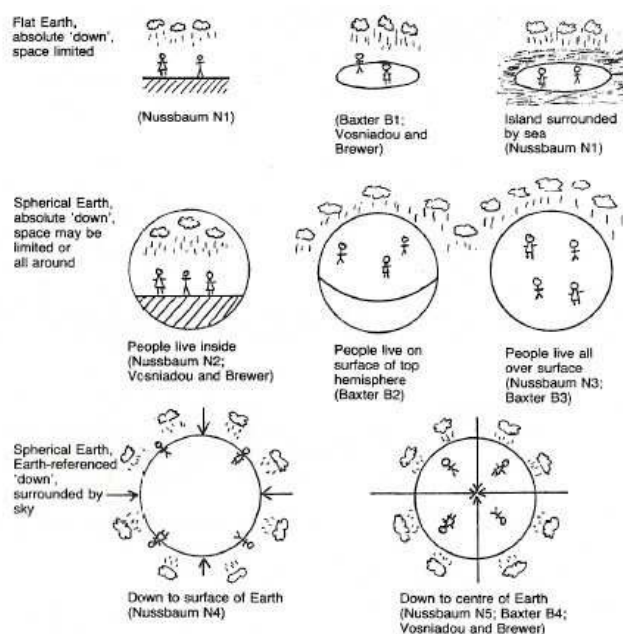 Flat Earth,
absolute 'down',
space limited
(Nussbaum N1)
(Baxter B1;
Vosniadou and
Brewer)
Island surrounded
by sea
(Nussbaum N1)
Spherical Earth,
absolute 'down',
space may be
limited or
all around
People live inside
(Nussbaum N2;
Vosniadou and Brewer)
People live on
surface of top
hemisphere
(Baxter B2)
People live all
over surface
(Nussbaum N3;
Baxter B3)
Spherical Earth,
Earth-referenced
'down',
surrounded by
sky
Down to surface of Earth
(Nussbaum N4)
Down to centre of Earth
(Nussbaum N5; Baxter B4;
Vosniadou and Brewer)